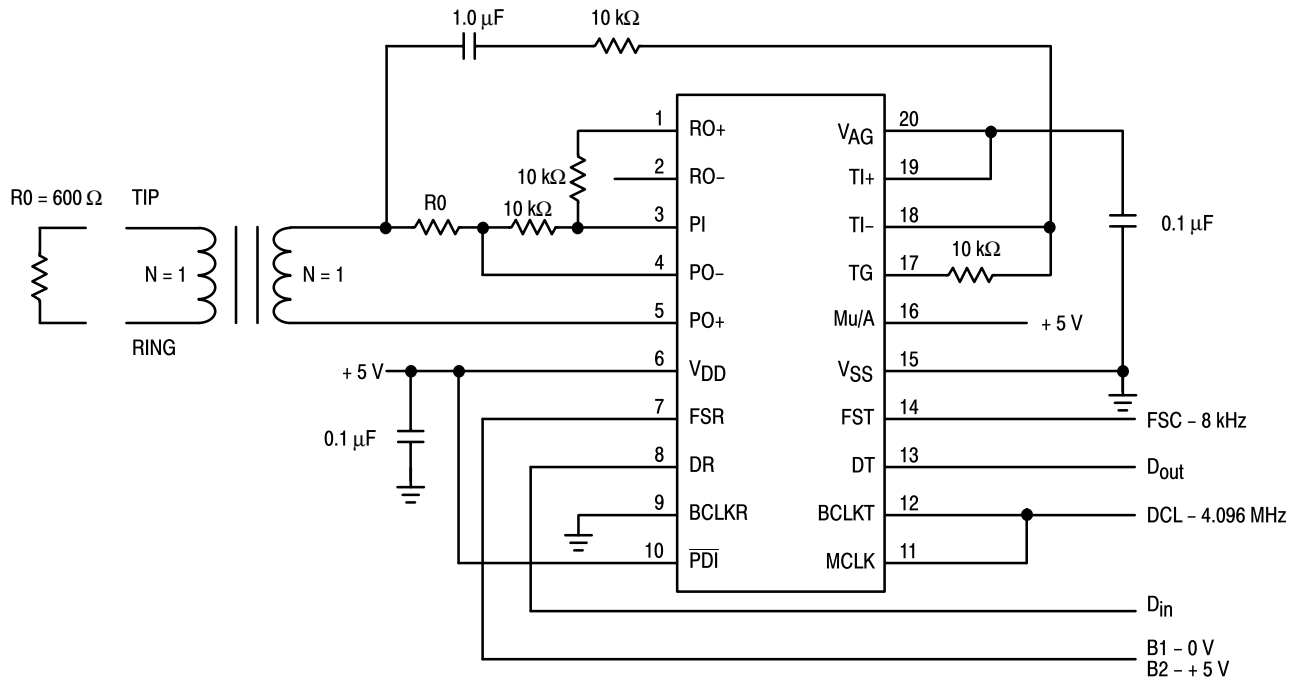 1.0 µF
10 kΩ
1
RO+
VAG
20
10 kΩ
2
RO–
TI+
19
R0 = 600 Ω
TIP
R0
10 kΩ
3
PI
TI–
18
0.1 µF
N = 1
N = 1
4
PO–
TG
17
10 kΩ
5
PO+
Mu/A
16
+ 5 V
RING
+ 5 V
6
VDD
VSS
15
7
FSR
FST
14
FSC – 8 kHz
0.1 µF
8
DR
DT
13
Dout
9
BCLKR
BCLKT
12
DCL – 4.096 MHz
10
PDI
MCLK
11
Din
B1 – 0 V
B2 – + 5 V